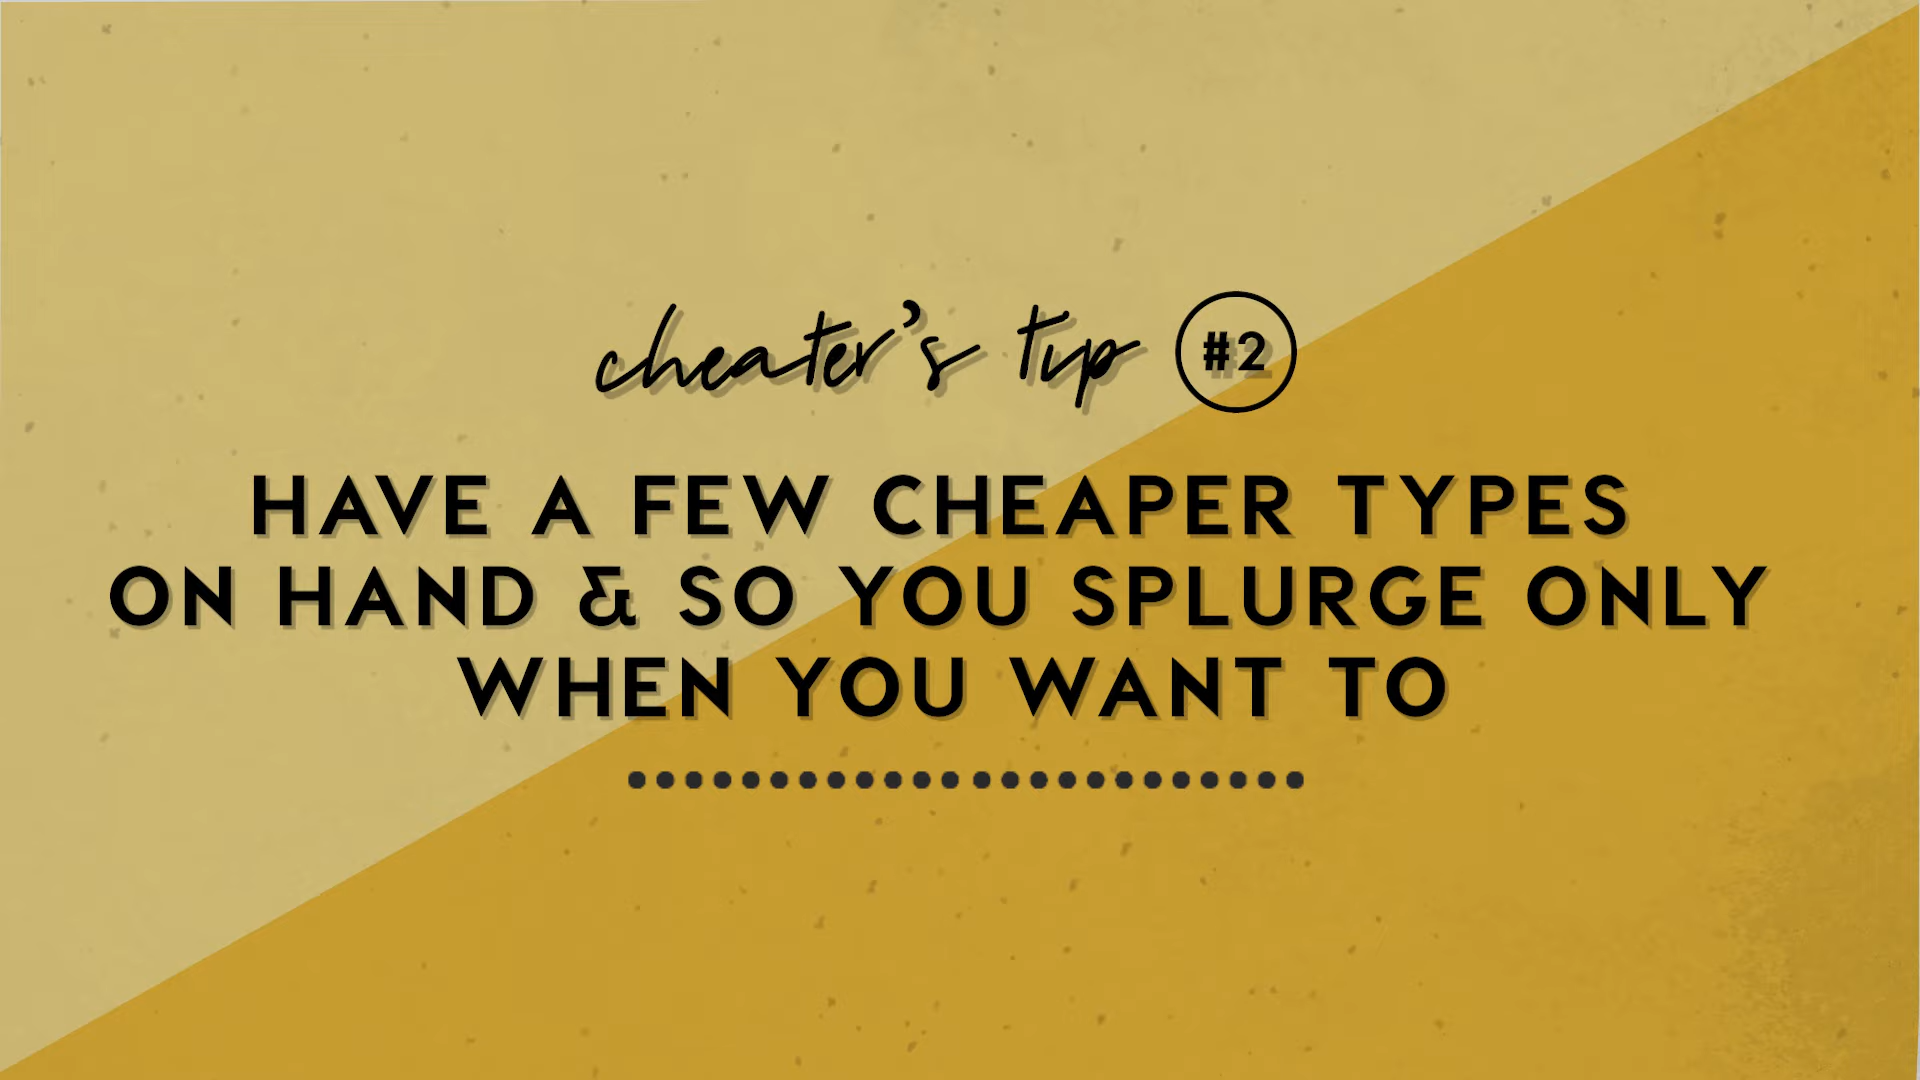 cheater's tip #2
HAVE A FEW CHEAPER TYPES
ON HAND & SO YOU SPLURGE ONLY
WHEN YOU WANT TO